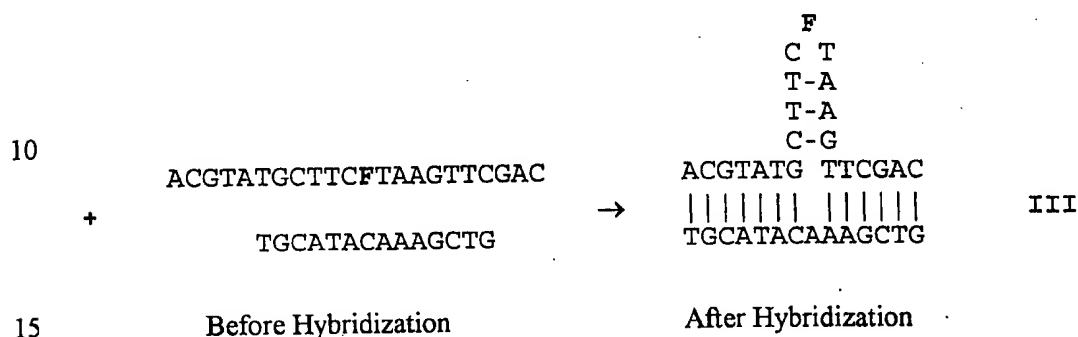 F
C T
T-A
T-A
C-G
10
ACGTATGCTTCFTAAGTTCGAC
ACGTATG TTCGAC
+
→
||||||| ||||||
III
TGCATACAAAGCTG
TGCATACAAAGCTG
15
Before Hybridization
After Hybridization